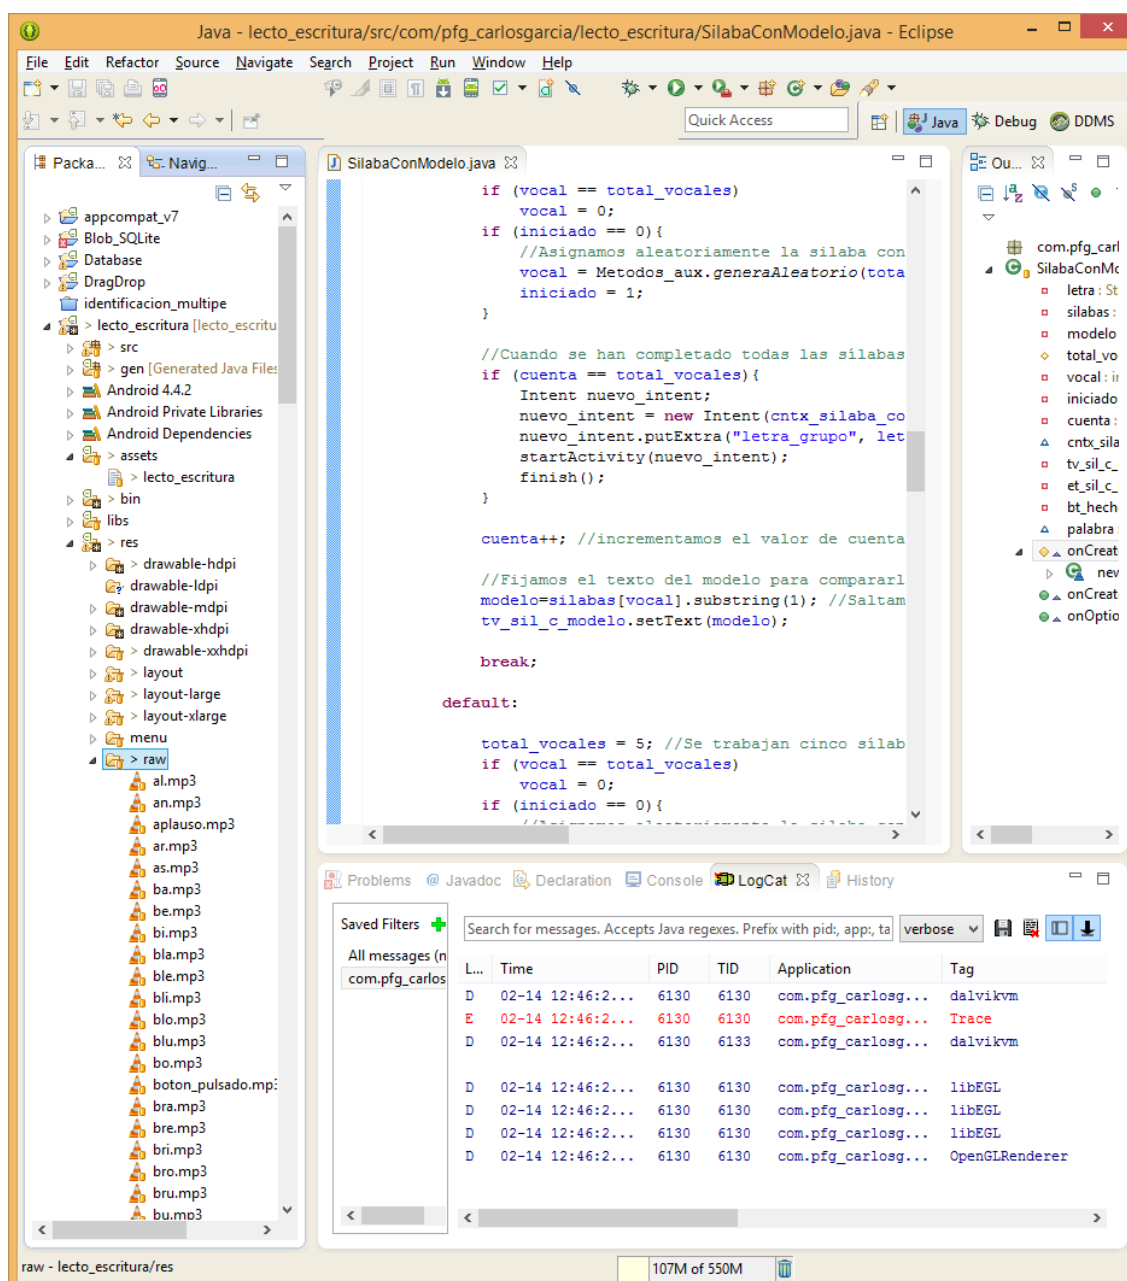 Java - lecto_escritura/src/com/pfg_carlosgarcia/lecto_escritura/SilabaConModelo.java - Eclipse
File Edit Refactor Source Navigate Search Project Run Window Help
Quick Access
Java Debug DDMS
Packa... Navig...
appcompat_v7
Blob_SQLite
Database
DragDrop
identificacion_multipe
> lecto_escritura [lecto_escritu
> src
> gen [Generated Java Files
Android 4.4.2
Android Private Libraries
Android Dependencies
> assets
> lecto_escritura
> bin
libs
> res
> drawable-hdpi
drawable-ldpi
drawable-mdpi
drawable-xhdpi
> drawable-xxhdpi
> layout
> layout-large
> layout-xlarge
menu
> raw
al.mp3
an.mp3
aplauso.mp3
ar.mp3
as.mp3
ba.mp3
be.mp3
bi.mp3
bla.mp3
ble.mp3
bli.mp3
blo.mp3
blu.mp3
bo.mp3
boton_pulsado.mp3
bra.mp3
bre.mp3
bri.mp3
bro.mp3
bru.mp3
bu.mp3
SilabaConModelo.java
if (vocal == total_vocales)
vocal = 0;
if (iniciado == 0){
//Asignamos aleatoriamente la silaba con
vocal = Metodos_aux.generaAleatorio(tota
iniciado = 1;
}
//Cuando se han completado todas las sílabas
if (cuenta == total_vocales){
Intent nuevo_intent;
nuevo_intent = new Intent(cntx_silaba_co
nuevo_intent.putExtra("letra_grupo", let
startActivity(nuevo_intent);
finish();
}
cuenta++; //incrementamos el valor de cuenta
//Fijamos el texto del modelo para compararl
modelo=silabas[vocal].substring(1); //Saltam
tv_sil_c_modelo.setText(modelo);
break;
default:
total_vocales = 5; //Se trabajan cinco sílab
if (vocal == total_vocales)
vocal = 0;
if (iniciado == 0){
Ou...
com.pfg_carl
SilabaConMo
letra : St
silabas :
modelo
total_vo
vocal : in
iniciado
cuenta :
cntx_sila
tv_sil_c_
et_sil_c_
bt_hech
palabra
onCreat
new
onCreat
onOptio
Problems @ Javadoc Declaration Console LogCat History
Saved Filters
All messages (n
com.pfg_carlos
Search for messages. Accepts Java regexes. Prefix with pid:, app:, ta verbose
L... Time PID TID Application Tag
D 02-14 12:46:2... 6130 6130 com.pfg_carlosg... dalvikvm
E 02-14 12:46:2... 6130 6130 com.pfg_carlosg... Trace
D 02-14 12:46:2... 6130 6133 com.pfg_carlosg... dalvikvm
D 02-14 12:46:2... 6130 6130 com.pfg_carlosg... libEGL
D 02-14 12:46:2... 6130 6130 com.pfg_carlosg... libEGL
D 02-14 12:46:2... 6130 6130 com.pfg_carlosg... libEGL
D 02-14 12:46:2... 6130 6130 com.pfg_carlosg... OpenGLRenderer
raw - lecto_escritura/res
107M of 550M